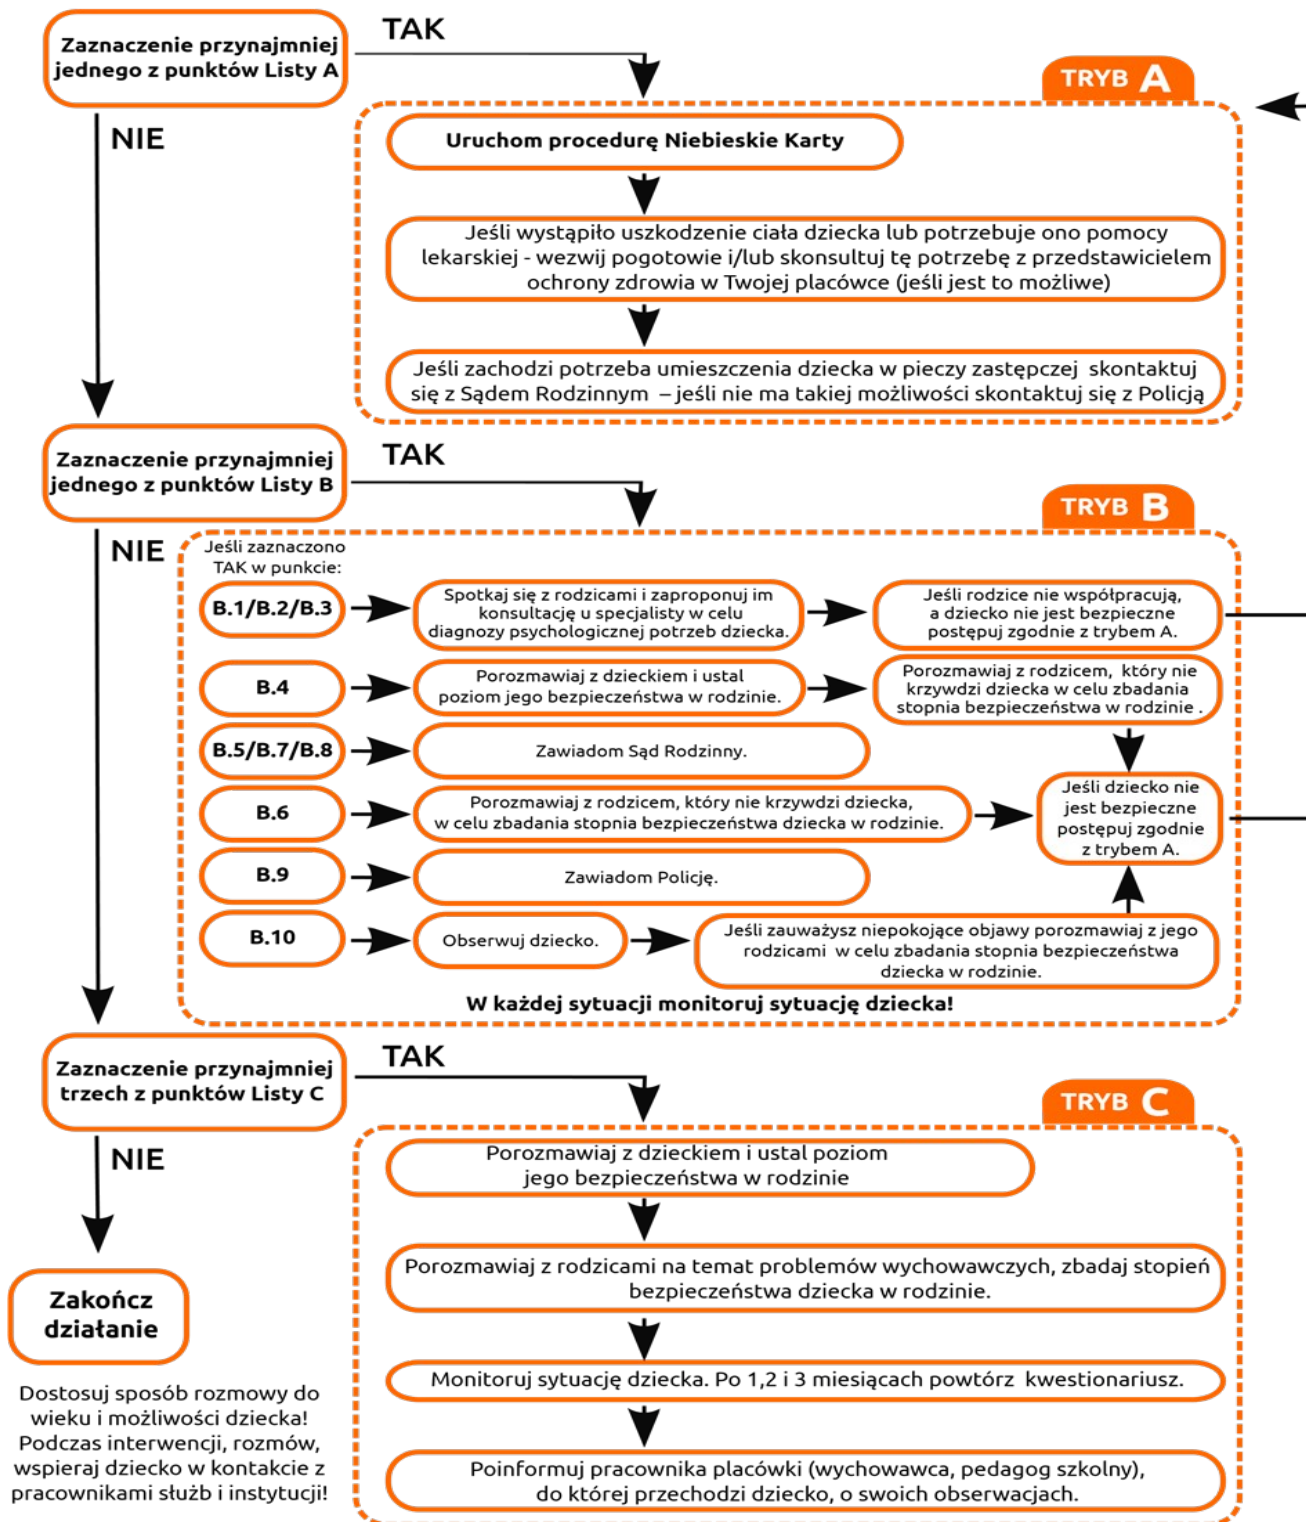 Zaznaczenie przynajmniej
jednego z punktów Listy A
TAK
NIE
TRYB A
Uruchom procedurę Niebieskie Karty
Jeśli wystąpiło uszkodzenie ciała dziecka lub potrzebuje ono pomocy
lekarskiej - wezwij pogotowie i/lub skonsultuj tę potrzebę z przedstawicielem
ochrony zdrowia w Twojej placówce (jeśli jest to możliwe)
Jeśli zachodzi potrzeba umieszczenia dziecka w pieczy zastępczej skontaktuj
się z Sądem Rodzinnym – jeśli nie ma takiej możliwości skontaktuj się z Policją
Zaznaczenie przynajmniej
jednego z punktów Listy B
TAK
NIE
TRYB B
Jeśli zaznaczono
TAK w punkcie:
B.1/B.2/B.3
Spotkaj się z rodzicami i zaproponuj im
konsultację u specjalisty w celu
diagnozy psychologicznej potrzeb dziecka.
Jeśli rodzice nie współpracują,
a dziecko nie jest bezpieczne
postępuj zgodnie z trybem A.
B.4
Porozmawiaj z dzieckiem i ustal
poziom jego bezpieczeństwa w rodzinie.
Porozmawiaj z rodzicem, który nie
krzywdzi dziecka w celu zbadania
stopnia bezpieczeństwa w rodzinie .
B.5/B.7/B.8
Zawiadom Sąd Rodzinny.
B.6
Porozmawiaj z rodzicem, który nie krzywdzi dziecka,
w celu zbadania stopnia bezpieczeństwa dziecka w rodzinie.
Jeśli dziecko nie
jest bezpieczne
postępuj zgodnie
z trybem A.
B.9
Zawiadom Policję.
B.10
Obserwuj dziecko.
Jeśli zauważysz niepokojące objawy porozmawiaj z jego
rodzicami w celu zbadania stopnia bezpieczeństwa
dziecka w rodzinie.
W każdej sytuacji monitoruj sytuację dziecka!
Zaznaczenie przynajmniej
trzech z punktów Listy C
TAK
NIE
TRYB C
Porozmawiaj z dzieckiem i ustal poziom
jego bezpieczeństwa w rodzinie
Porozmawiaj z rodzicami na temat problemów wychowawczych, zbadaj stopień
bezpieczeństwa dziecka w rodzinie.
Monitoruj sytuację dziecka. Po 1,2 i 3 miesiącach powtórz kwestionariusz.
Poinformuj pracownika placówki (wychowawca, pedagog szkolny),
do której przechodzi dziecko, o swoich obserwacjach.
Zakończ
działanie
Dostosuj sposób rozmowy do
wieku i możliwości dziecka!
Podczas interwencji, rozmów,
wspieraj dziecko w kontakcie z
pracownikami służb i instytucji!